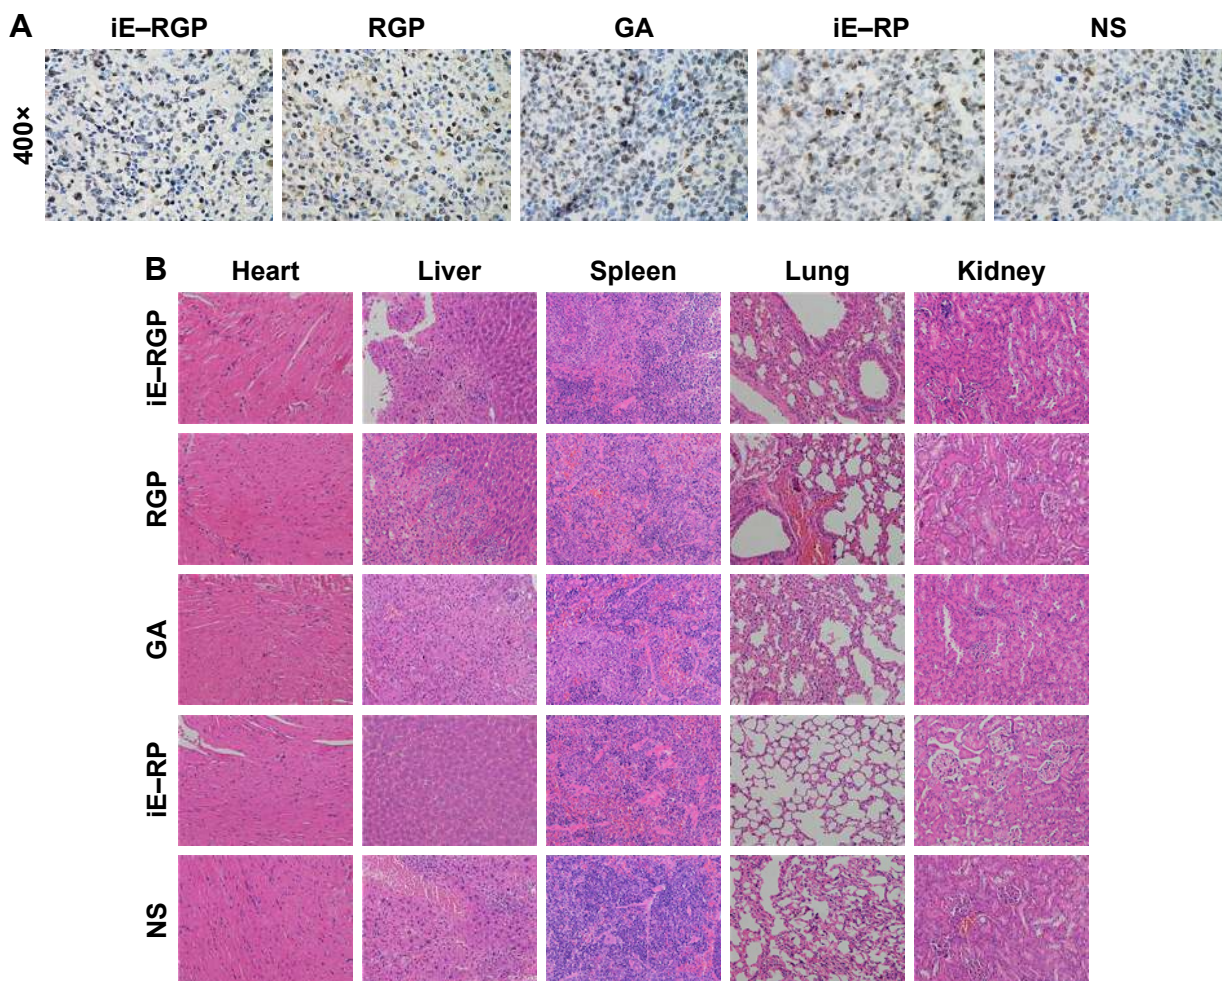 A
iE–RGP RGP GA iE–RP NS
400×
B
Heart Liver Spleen Lung Kidney
iE–RGP
RGP
GA
iE–RP
NS